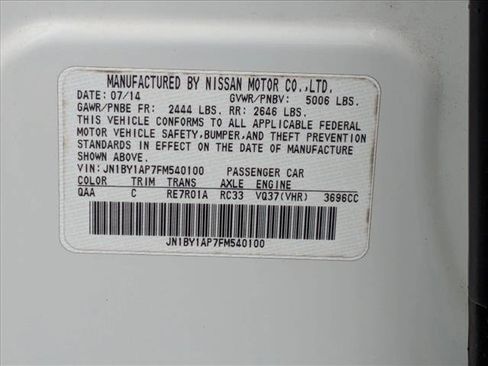 MANUFACTURED BY NISSAN MOTOR CO.,LTD.
DATE: 07/14 GVWR/PNBV: 5006 LBS.
GAWR/PNBE FR: 2444 LBS. RR: 2646 LBS.
THIS VEHICLE CONFORMS TO ALL APPLICABLE FEDERAL
MOTOR VEHICLE SAFETY,BUMPER,AND THEFT PREVENTION
STANDARDS IN EFFECT ON THE DATE OF MANUFACTURE
SHOWN ABOVE.
VIN: JN1BY1AP7FM540100 PASSENGER CAR
COLOR TRIM TRANS AXLE ENGINE
QAA C RE7R01A RC33 VQ37(VHR) 3696CC
JN1BY1AP7FM540100